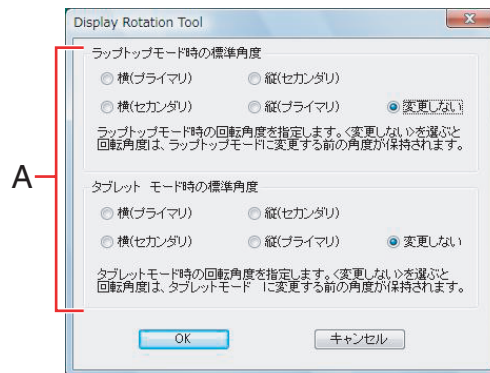 Display Rotation Tool
ラップトップモード時の標準角度
横(プライマリ) 縦(セカンダリ)
横(セカンダリ) 縦(プライマリ) 変更しない
ラップトップモード時の回転角度を指定します。<変更しない>を選ぶと
回転角度は、ラップトップモードに変更する前の角度が保持されます。
A
タブレット モード時の標準角度
横(プライマリ) 縦(セカンダリ)
横(セカンダリ) 縦(プライマリ) 変更しない
タブレットモード時の回転角度を指定します。<変更しない>を選ぶと
回転角度は、タブレットモード に変更する前の角度が保持されます。
OK キャンセル